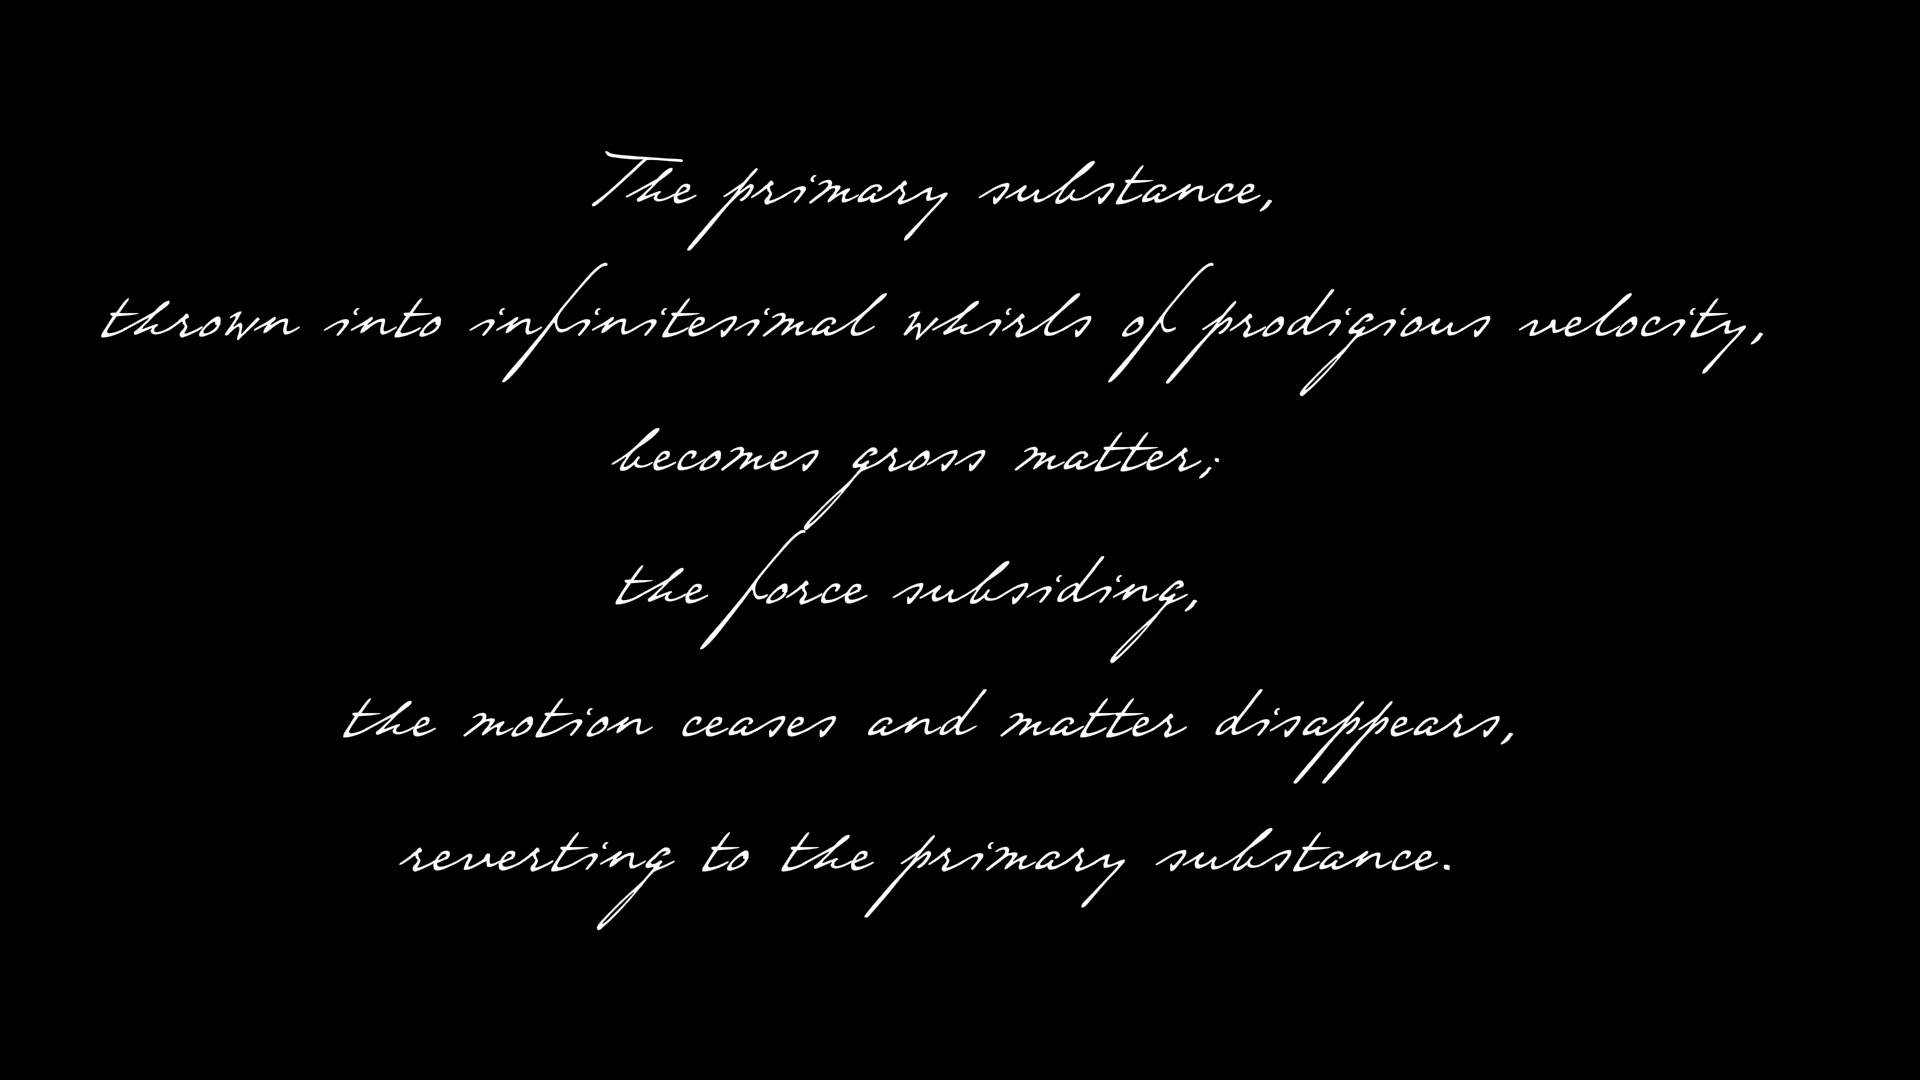 The primary substance,
thrown into infinitesimal whirls of prodigious velocity,
becomes gross matter;
the force subsiding,
the motion ceases and matter disappears,
reverting to the primary substance.